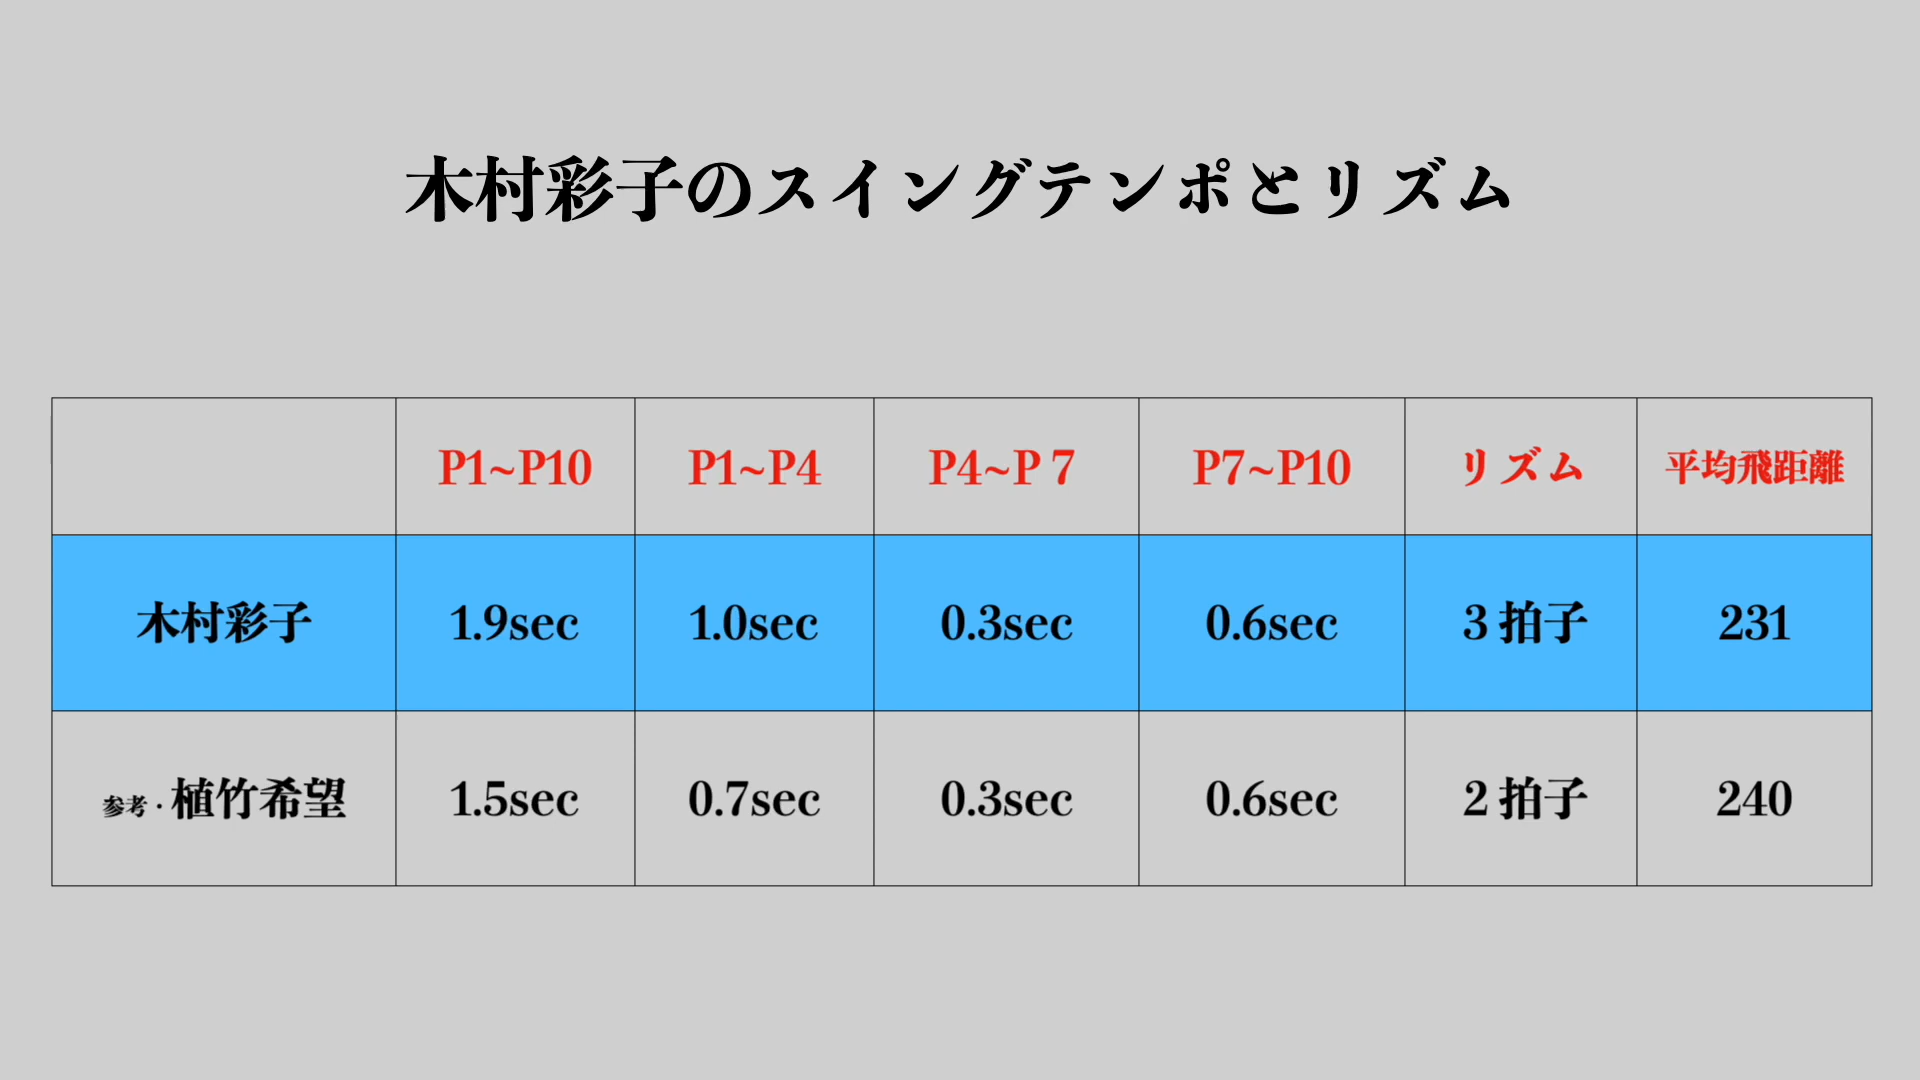 木村彩子のスイングテンポとリズム
P1~P10 P1~P4 P4~P 7 P7~P10 リズム 平均飛距離
木村彩子 1.9sec 1.0sec 0.3sec 0.6sec 3 拍子 231
参考・植竹希望 1.5sec 0.7sec 0.3sec 0.6sec 2 拍子 240